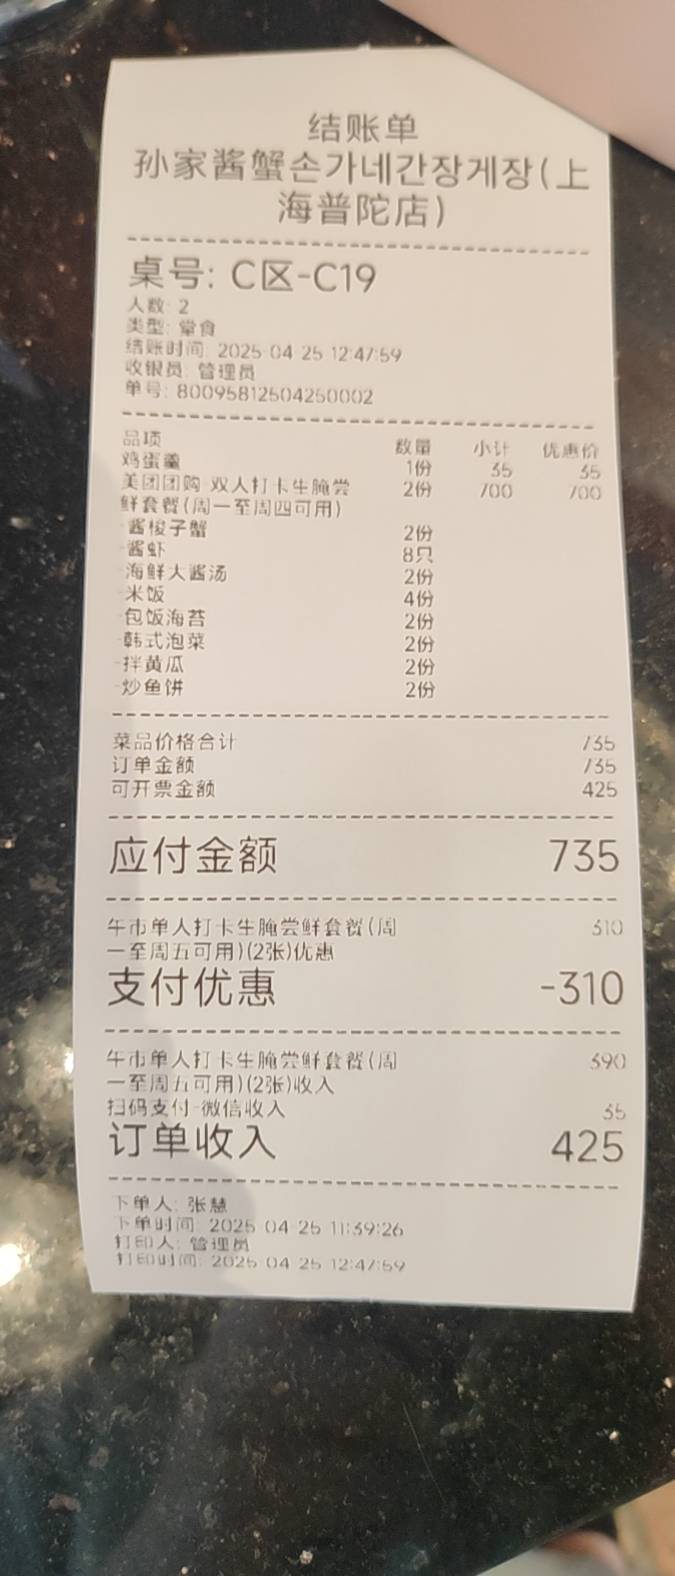 结账单
孙家酱蟹손가네간장게장(上
海普陀店)
桌号: C区-C19
人数: 2
类型: 堂食
结账时间: 2025-04-25 12:47:59
收银员: 管理员
单号: 80095812504250002
品项 数量 小计 优惠价
鸡蛋羹 1份 35 35
美团团购-双人打卡生腌尝 2份 700 700
鲜套餐(周一至周四可用)
-酱梭子蟹 2份
-酱虾 8只
-海鲜大酱汤 2份
-米饭 4份
-包饭海苔 2份
-韩式泡菜 2份
-拌黄瓜 2份
-炒鱼饼 2份
菜品价格合计 735
订单金额 735
可开票金额 425
应付金额 735
午市单人打卡生腌尝鲜套餐(周 310
一至周五可用)(2张)优惠
支付优惠 -310
午市单人打卡生腌尝鲜套餐(周 390
一至周五可用)(2张)收入
扫码支付-微信收入 35
订单收入 425
下单人: 张慧
下单时间: 2025-04-25 11:39:26
打印人: 管理员
打印时间: 2025-04-25 12:47:59